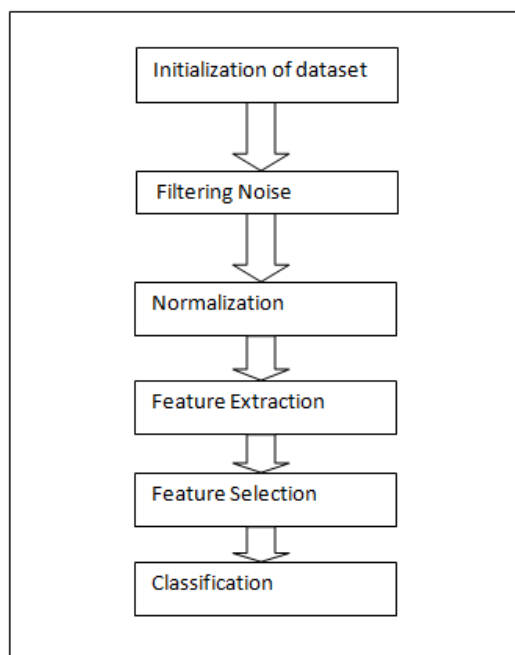 Initialization of dataset
Filtering Noise
Normalization
Feature Extraction
Feature Selection
Classification